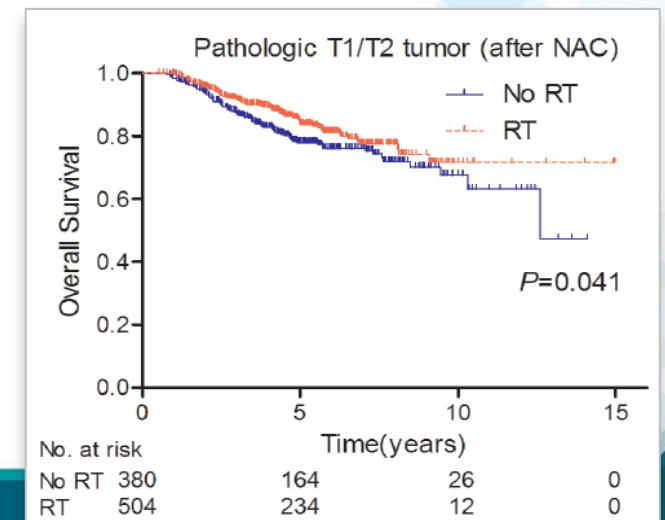 Pathologic T1/T2 tumor (after NAC)
No RT
RT
P=0.041
Overall Survival
1.0
0.8
0.6
0.4
0.2
0.0
0 5 10 15
Time(years)
No. at risk
No RT 380 164 26 0
RT 504 234 12 0